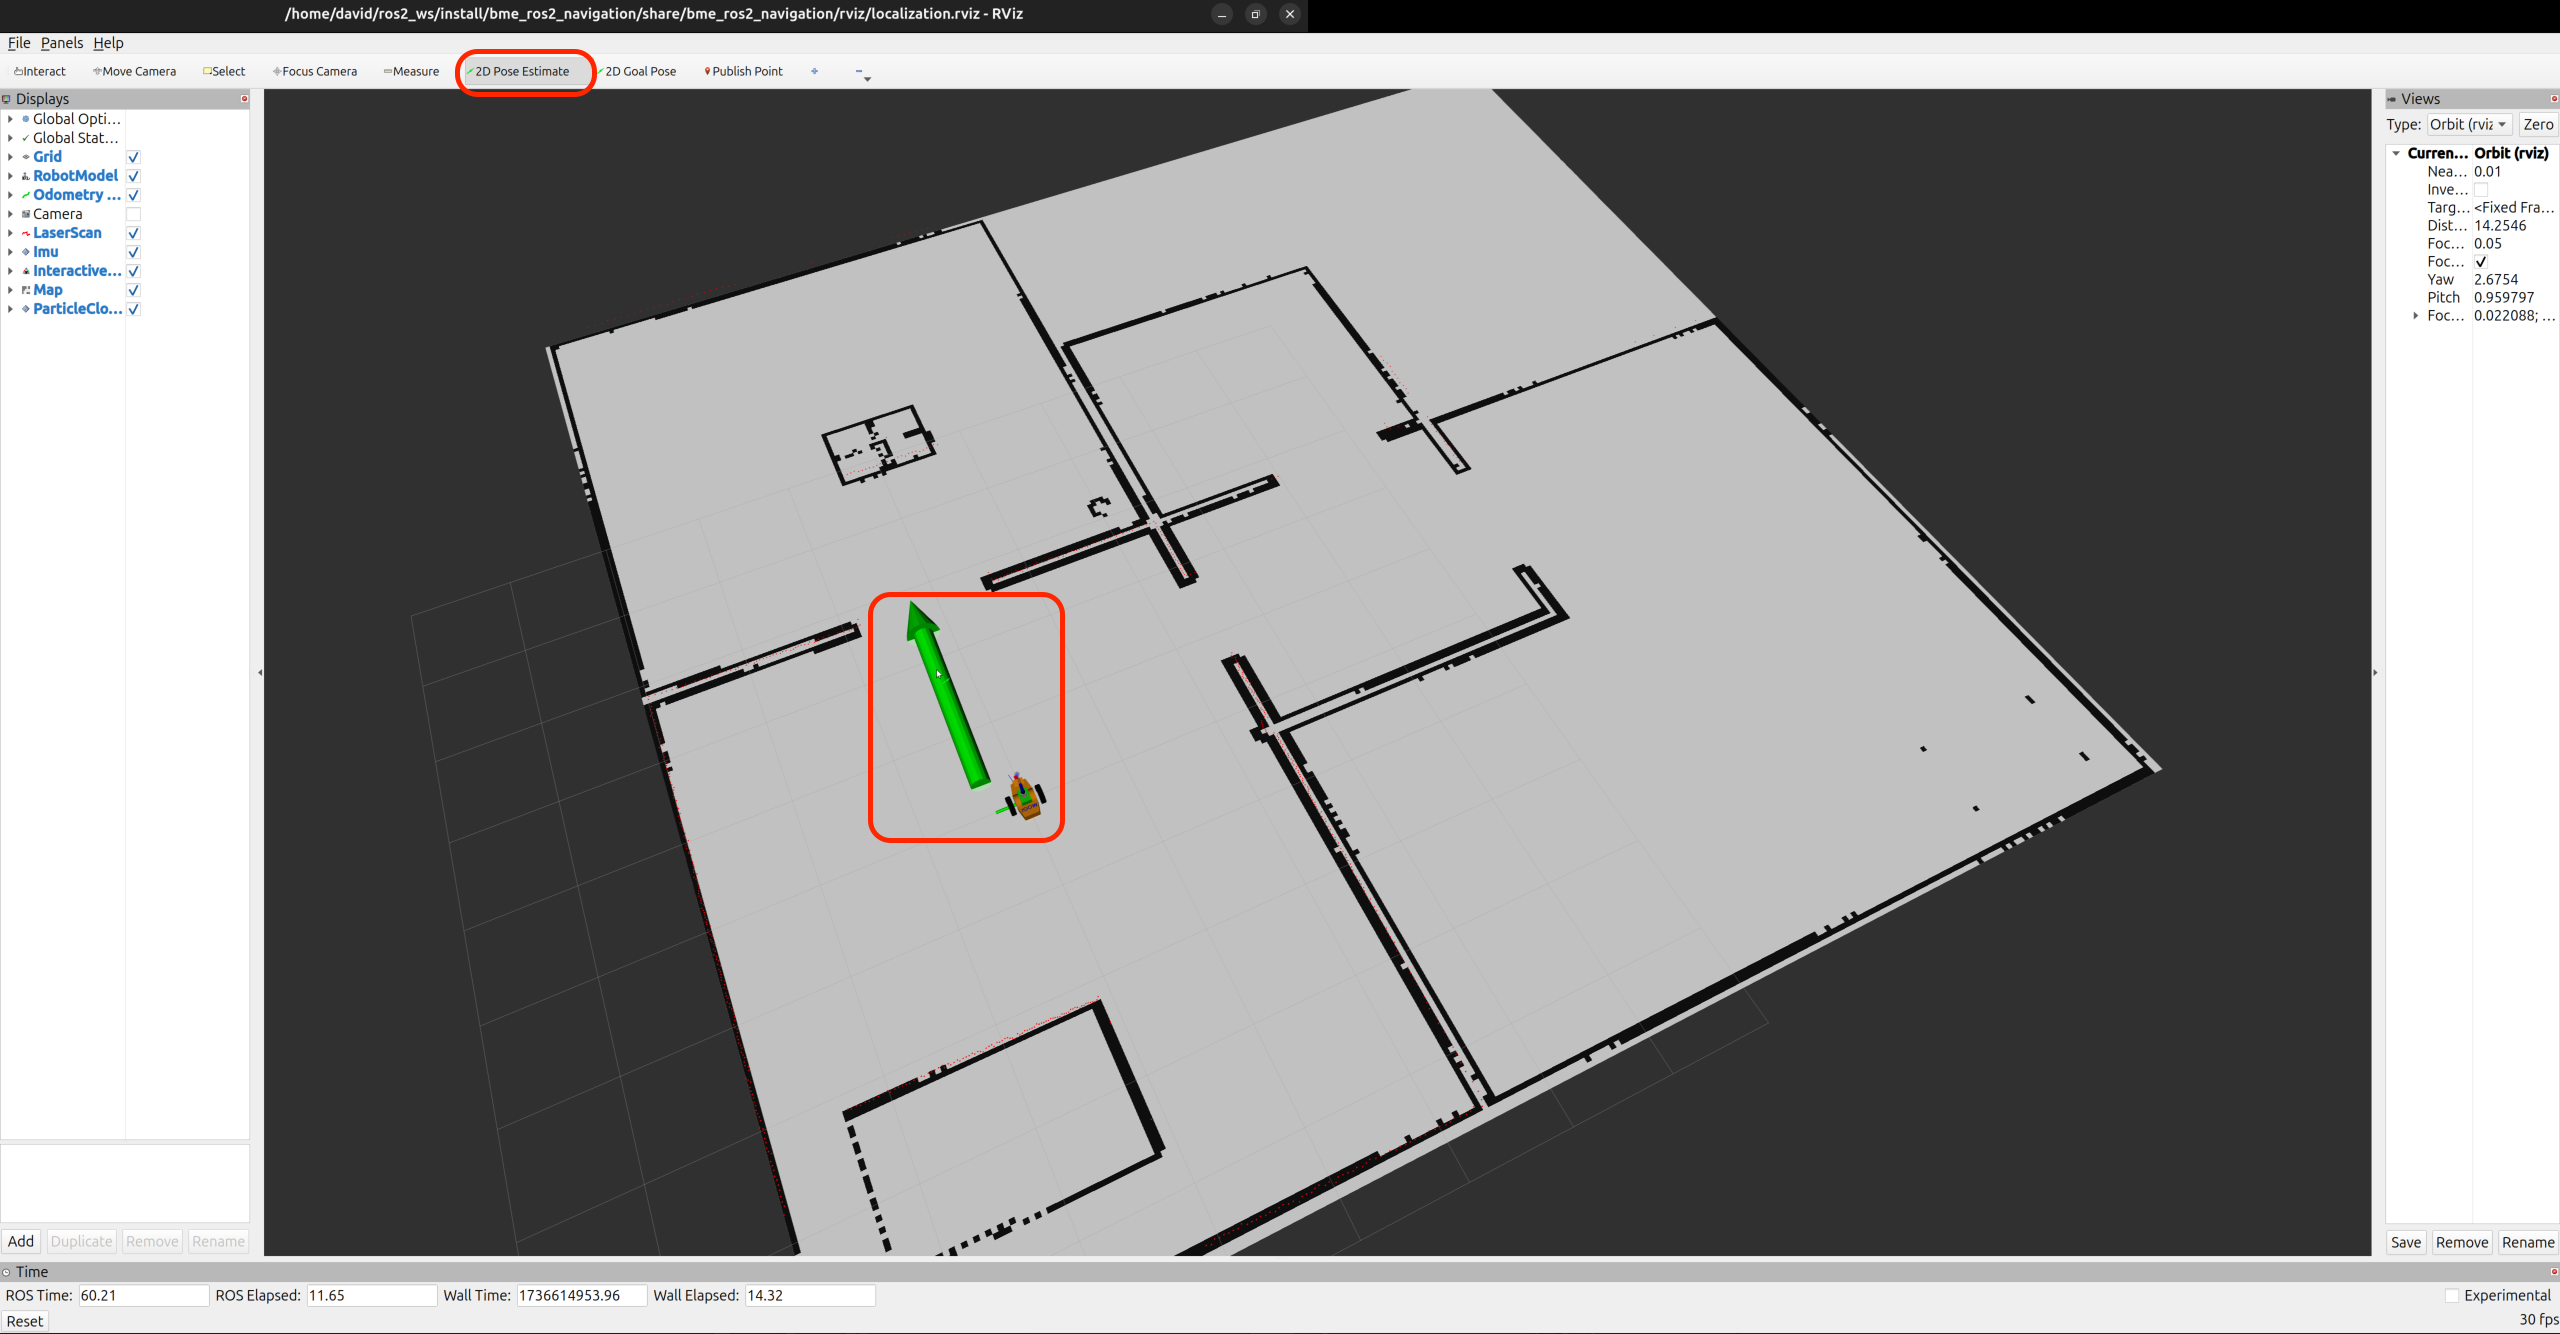 /home/david/ros2_ws/install/bme_ros2_navigation/share/bme_ros2_navigation/rviz/localization.rviz - RViz
File Panels Help
Interact Move Camera Select Focus Camera Measure 2D Pose Estimate 2D Goal Pose Publish Point
Displays
Global Opti...
Global Stat...
Grid
RobotModel
Odometry ...
Camera
LaserScan
Imu
Interactive...
Map
ParticleClo...
Add Duplicate Remove Rename
Views
Type: Orbit (rviz Zero
Curren... Orbit (rviz)
Nea... 0.01
Inve...
Targ... <Fixed Fra...
Dist... 14.2546
Foc... 0.05
Foc...
Yaw 2.6754
Pitch 0.959797
Foc... 0.022088; ...
Save Remove Rename
Time
ROS Time: 60.21 ROS Elapsed: 11.65 Wall Time: 1736614953.96 Wall Elapsed: 14.32 Experimental
Reset 30 fps